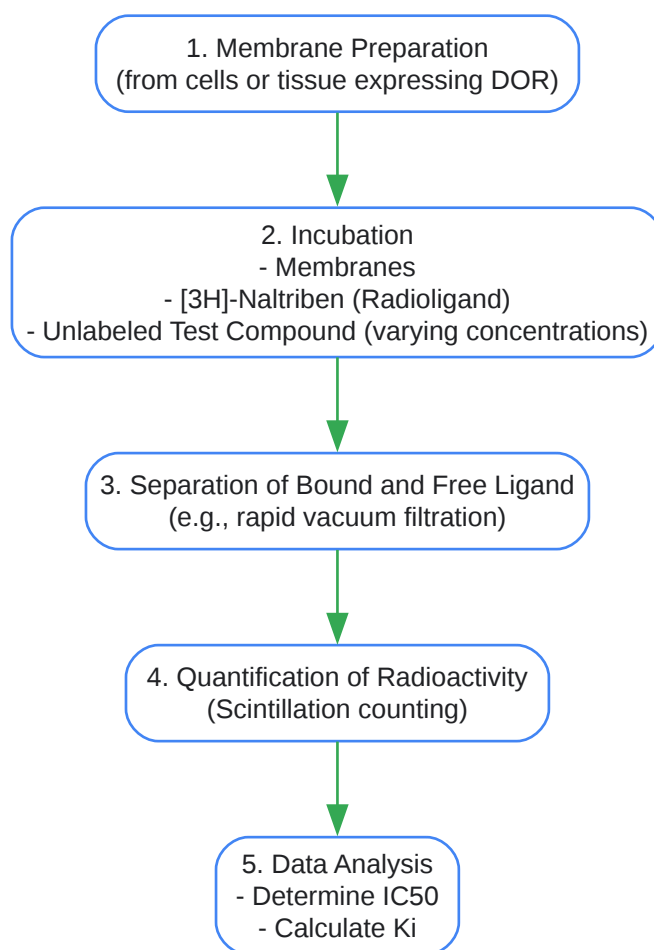 1. Membrane Preparation
(from cells or tissue expressing DOR)
2. Incubation
- Membranes
- [3H]-Naltriben (Radioligand)
- Unlabeled Test Compound (varying concentrations)
3. Separation of Bound and Free Ligand
(e.g., rapid vacuum filtration)
4. Quantification of Radioactivity
(Scintillation counting)
5. Data Analysis
- Determine IC50
- Calculate Ki